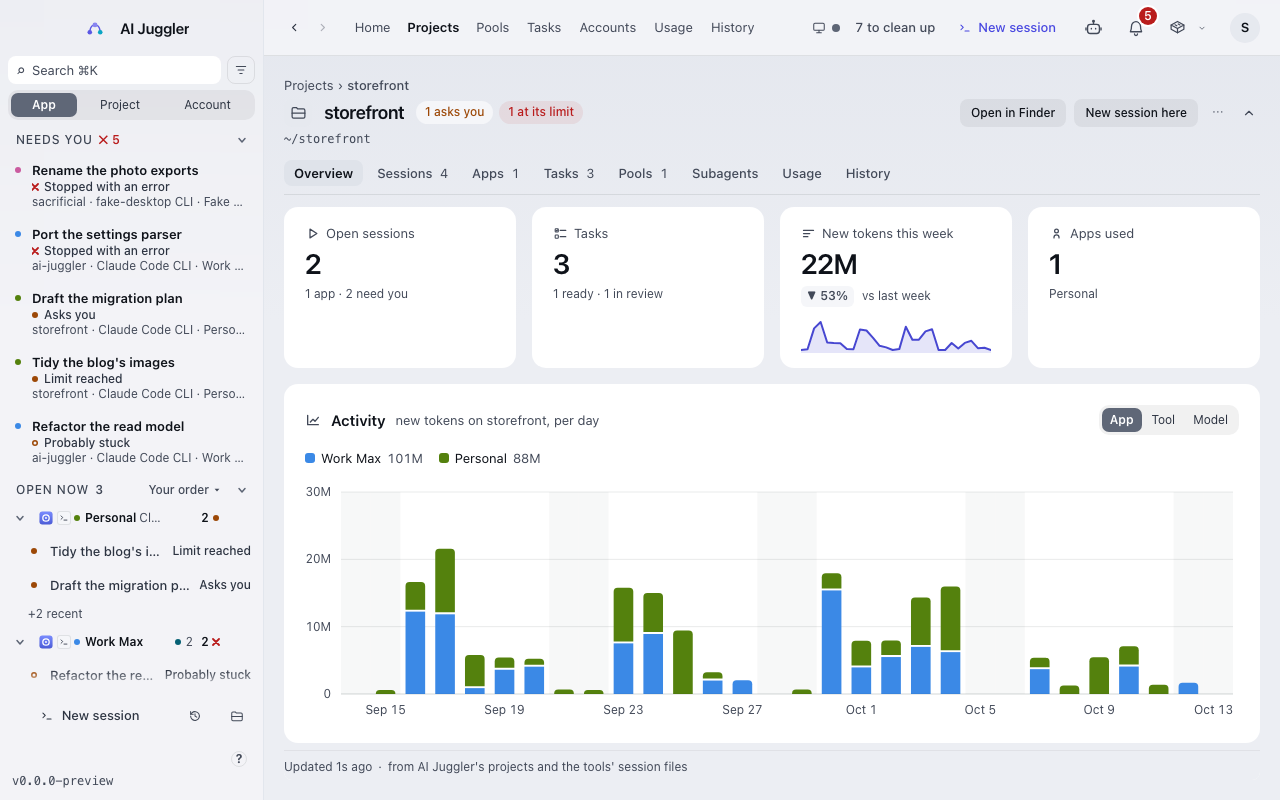 AI Juggler
Search ⌘K
App Project Account
NEEDS YOU 5
Rename the photo exports
Stopped with an error
sacrificial · fake-desktop CLI · Fake ...
Port the settings parser
Stopped with an error
ai-juggler · Claude Code CLI · Work ...
Draft the migration plan
Asks you
storefront · Claude Code CLI · Perso...
Tidy the blog's images
Limit reached
storefront · Claude Code CLI · Perso...
Refactor the read model
Probably stuck
ai-juggler · Claude Code CLI · Work ...
OPEN NOW 3 Your order
Personal Cl... 2
Tidy the blog's i... Limit reached
Draft the migration p... Asks you
+2 recent
Work Max 2 2
Refactor the re... Probably stuck
New session
?
v0.0.0-preview
Home Projects Pools Tasks Accounts Usage History
7 to clean up New session 5 S
Projects › storefront
storefront 1 asks you 1 at its limit
Open in Finder New session here ...
~/storefront
Overview Sessions 4 Apps 1 Tasks 3 Pools 1 Subagents Usage History
Open sessions
2
1 app · 2 need you
Tasks
3
1 ready · 1 in review
New tokens this week
22M
▼ 53% vs last week
Apps used
1
Personal
Activity new tokens on storefront, per day
App Tool Model
Work Max 101M Personal 88M
30M
20M
10M
0
Sep 15 Sep 19 Sep 23 Sep 27 Oct 1 Oct 5 Oct 9 Oct 13
Updated 1s ago · from AI Juggler's projects and the tools' session files